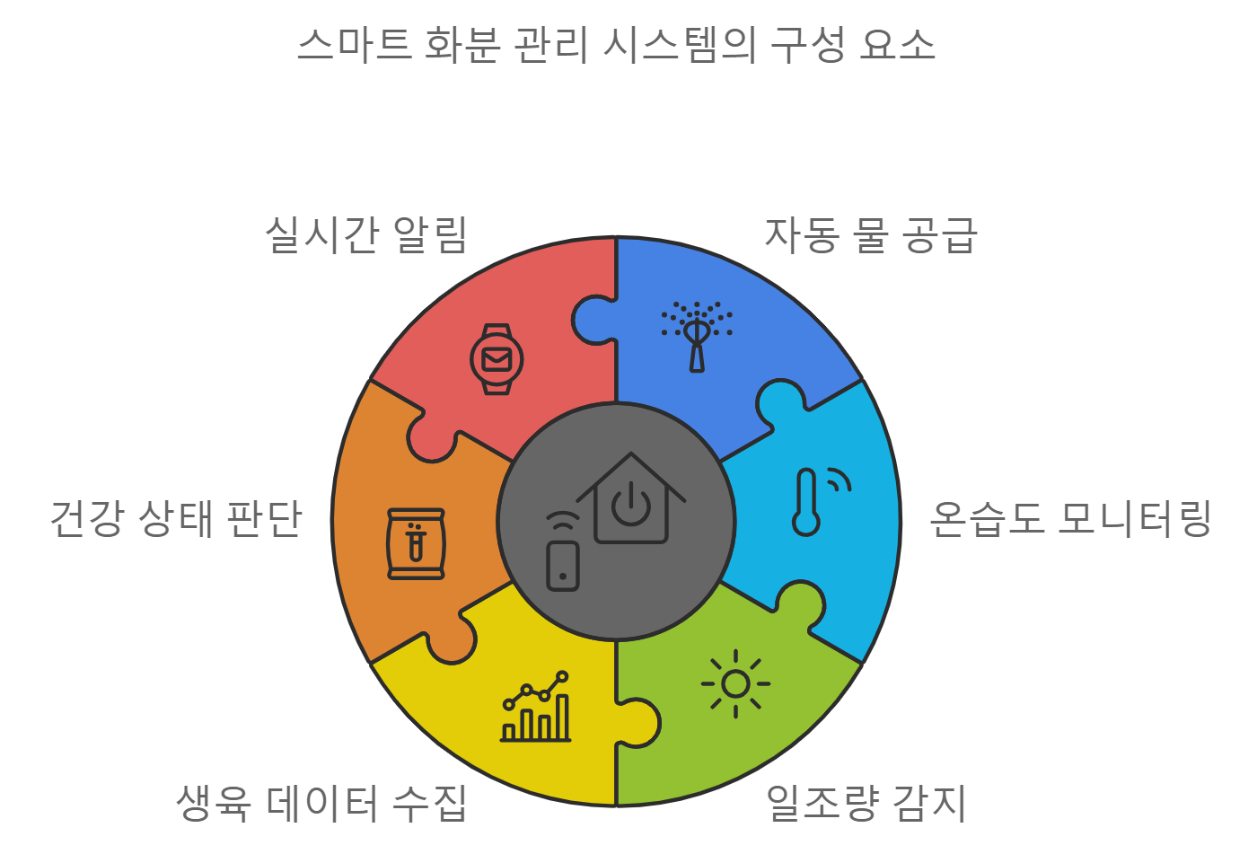 스마트 화분 관리 시스템의 구성 요소
실시간 알림
자동 물 공급
건강 상태 판단
온습도 모니터링
생육 데이터 수집
일조량 감지